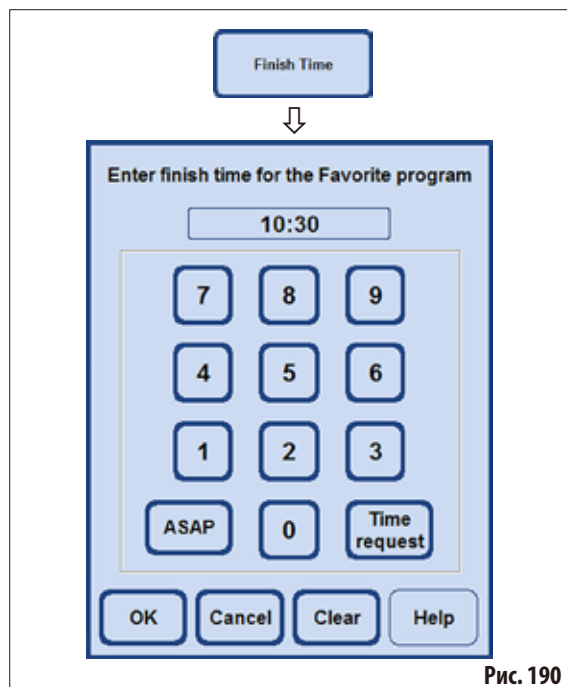 Finish Time
Enter finish time for the Favorite program
10:30
7 8 9
4 5 6
1 2 3
ASAP 0 Time
request
OK Cancel Clear Help
Рис. 190